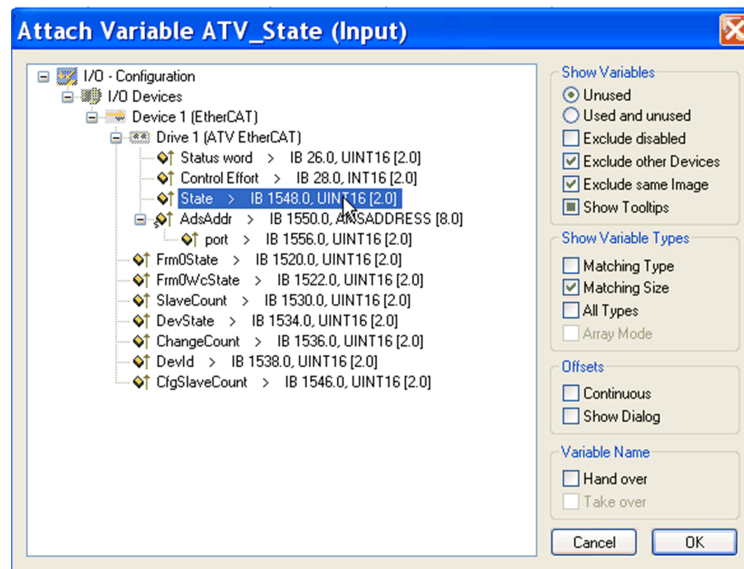 Attach Variable ATV_State (Input)
I/O - Configuration
I/O Devices
Device 1 (EtherCAT)
Drive 1 (ATV EtherCAT)
Status word > IB 26.0, UINT16 [2.0]
Control Effort > IB 28.0, INT16 [2.0]
State > IB 1548.0, UINT16 [2.0]
AdsAddr > IB 1550.0, AMSADDRESS [8.0]
port > IB 1556.0, UINT16 [2.0]
Frm0State > IB 1520.0, UINT16 [2.0]
Frm0WcState > IB 1522.0, UINT16 [2.0]
SlaveCount > IB 1530.0, UINT16 [2.0]
DevState > IB 1534.0, UINT16 [2.0]
ChangeCount > IB 1536.0, UINT16 [2.0]
DevId > IB 1538.0, UINT16 [2.0]
CfgSlaveCount > IB 1546.0, UINT16 [2.0]
Show Variables
Unused
Used and unused
Exclude disabled
Exclude other Devices
Exclude same Image
Show Tooltips
Show Variable Types
Matching Type
Matching Size
All Types
Array Mode
Offsets
Continuous
Show Dialog
Variable Name
Hand over
Take over
Cancel
OK